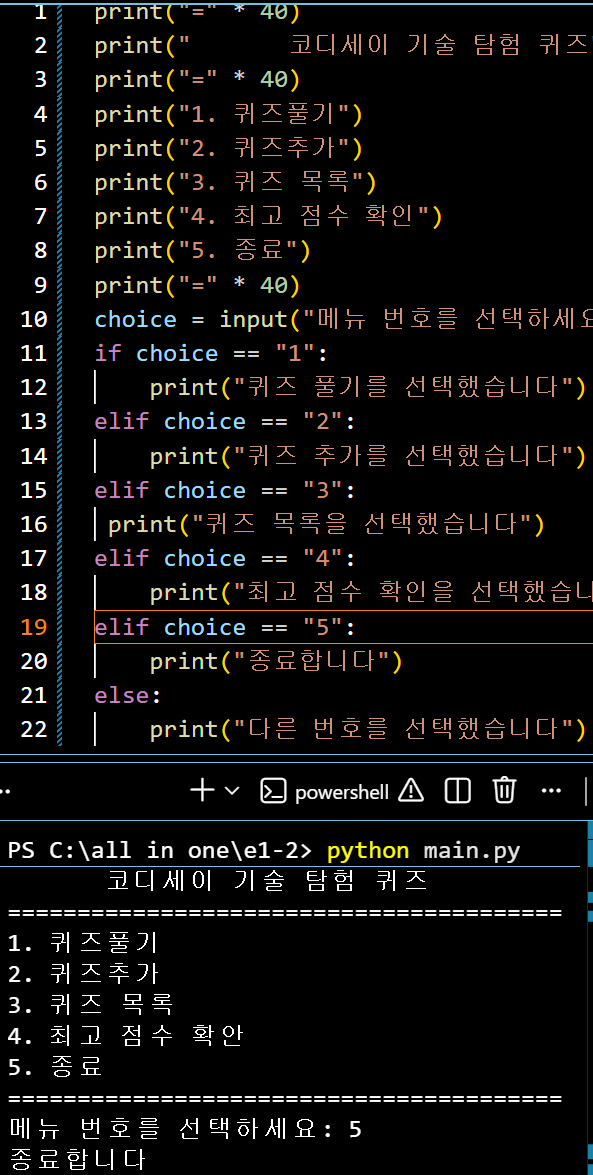 1 print("=" * 40)
2 print("       코디세이 기술 탐험 퀴즈
3 print("=" * 40)
4 print("1. 퀴즈풀기")
5 print("2. 퀴즈추가")
6 print("3. 퀴즈 목록")
7 print("4. 최고 점수 확인")
8 print("5. 종료")
9 print("=" * 40)
10 choice = input("메뉴 번호를 선택하세요
11 if choice == "1":
12     print("퀴즈 풀기를 선택했습니다")
13 elif choice == "2":
14     print("퀴즈 추가를 선택했습니다")
15 elif choice == "3":
16  print("퀴즈 목록을 선택했습니다")
17 elif choice == "4":
18     print("최고 점수 확인을 선택했습니
19 elif choice == "5":
20     print("종료합니다")
21 else:
22     print("다른 번호를 선택했습니다")
powershell
PS C:\all in one\e1-2> python main.py
       코디세이 기술 탐험 퀴즈
========================================
1. 퀴즈풀기
2. 퀴즈추가
3. 퀴즈 목록
4. 최고 점수 확안
5. 종료
========================================
메뉴 번호를 선택하세요: 5
종료합니다